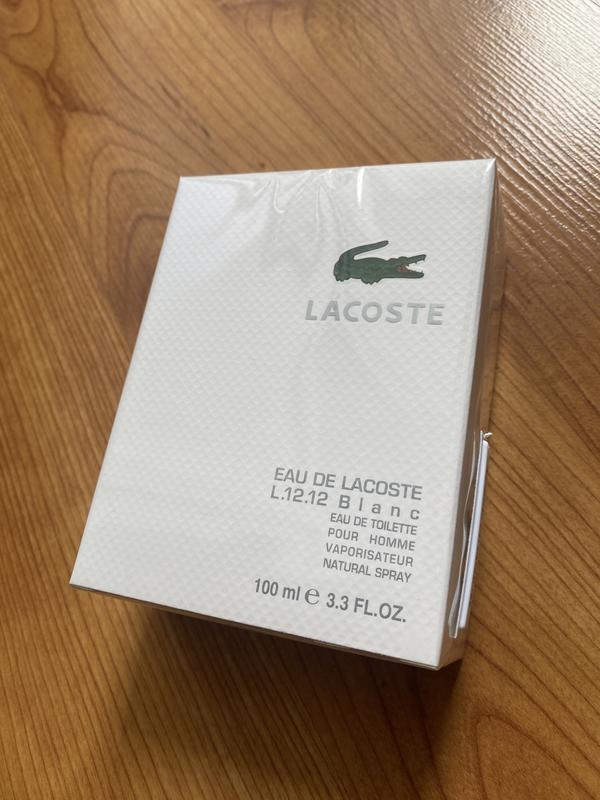 LACOSTE
EAU DE LACOSTE
L.12.12 Blanc
EAU DE TOILETTE
POUR HOMME
VAPORISATEUR
NATURAL SPRAY
100 ml ℮ 3.3 FL.OZ.